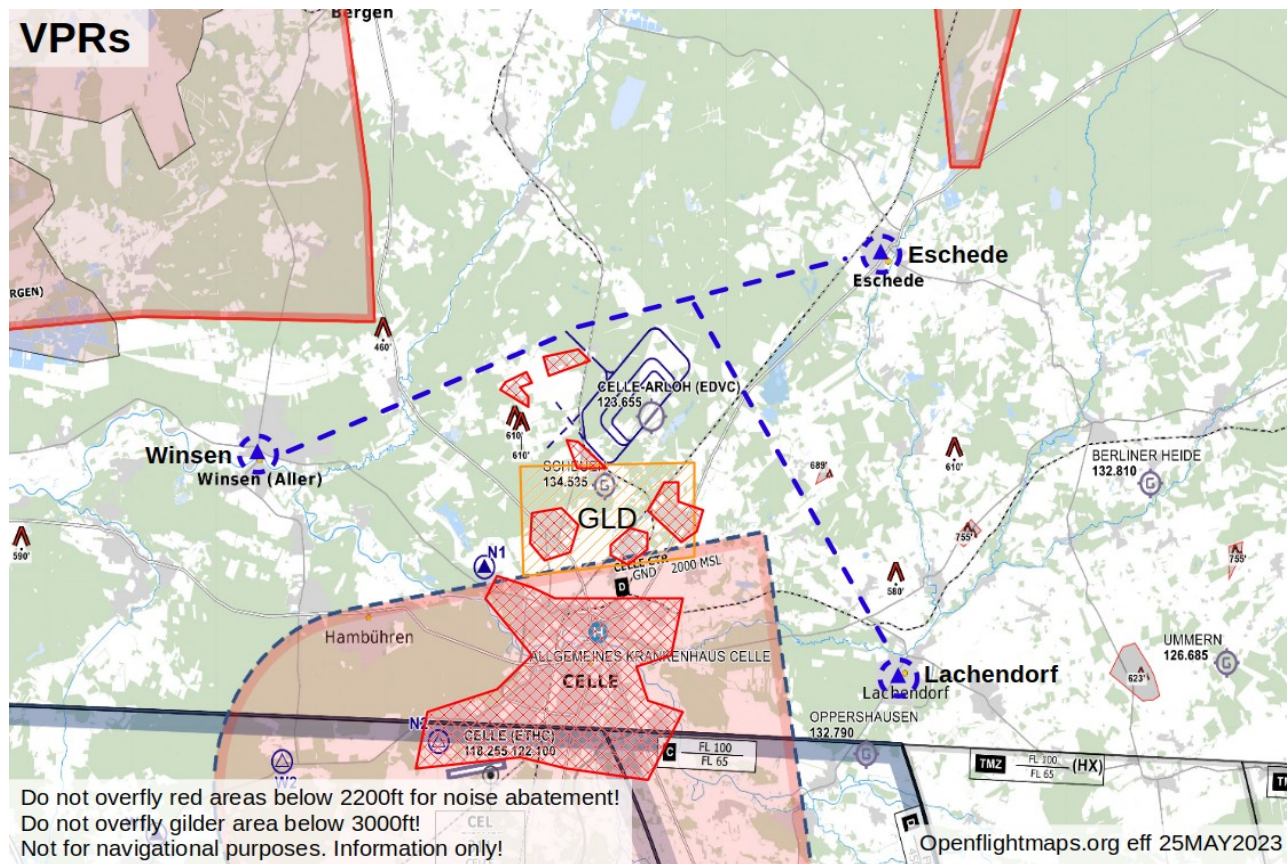 VPRs
Bergen
RGEN)
Eschede
Eschede
460'
CELLE-ARLOH (EDVC)
123.655
610'
610'
Winsen
Winsen (Aller)
134.535
G
GLD
689'
610'
BERLINER HEIDE
132.810
G
590'
N1
CELLE CTR
GND 2000 MSL
D
755'
755'
580'
Hambühren
H
ALLGEMEINES KRANKENHAUS CELLE
CELLE
UMMERN
126.685
G
623'
Lachendorf
Lachendorf
OPPERSHAUSEN
132.790
G
N2
CELLE (ETHC)
118.255 122.100
C
FL 100
FL 65
TMZ
FL 100
FL 65
(HX)
W2
CEL
Do not overfly red areas below 2200ft for noise abatement!
Do not overfly gilder area below 3000ft!
Not for navigational purposes. Information only!
Openflightmaps.org eff 25MAY2023